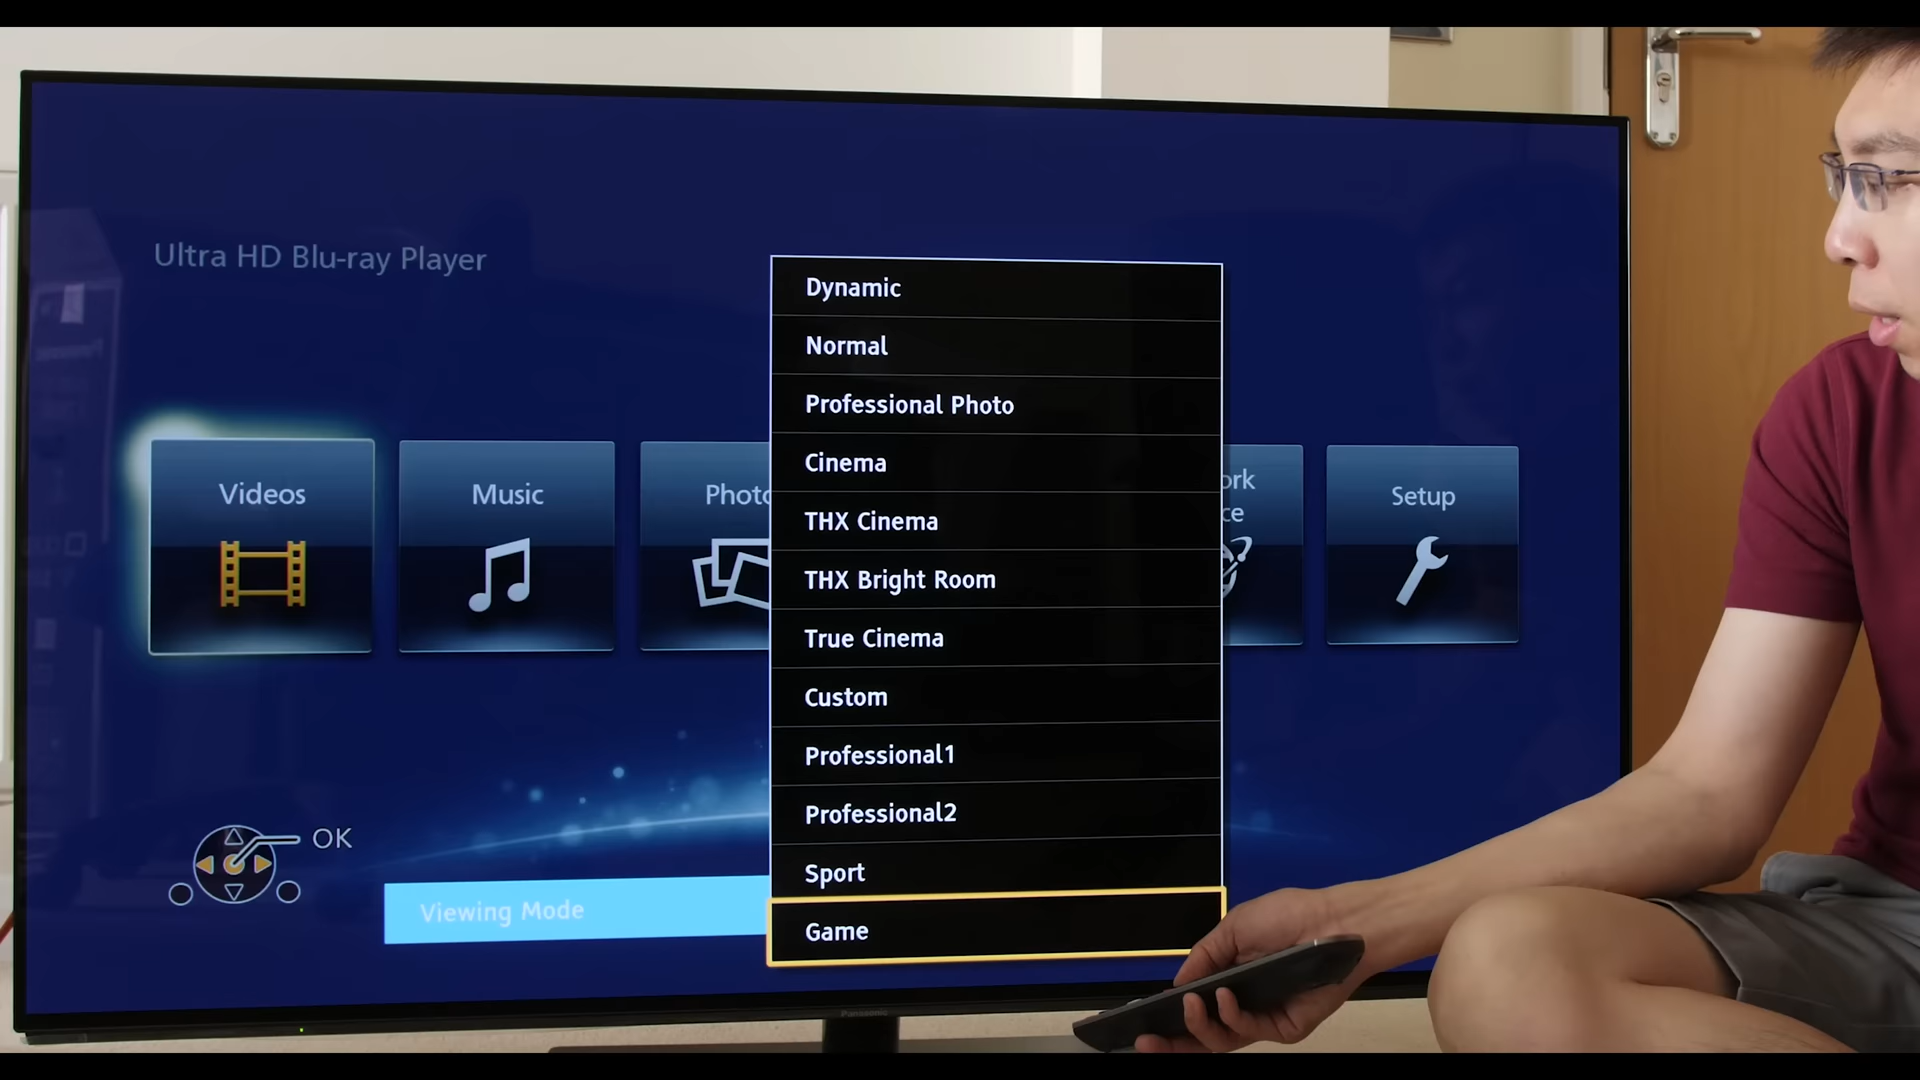 Ultra HD Blu-ray Player
Videos
Music
Setup
OK
Viewing Mode
Dynamic
Normal
Professional Photo
Cinema
THX Cinema
THX Bright Room
True Cinema
Custom
Professional1
Professional2
Sport
Game
Panasonic